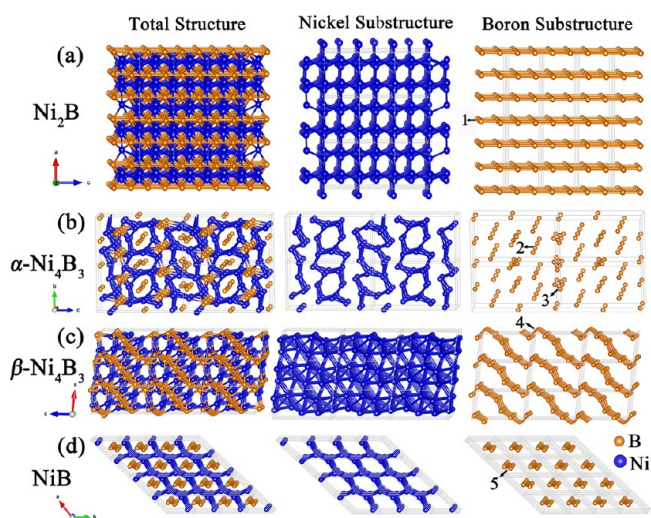 Total Structure Nickel Substructure Boron Substructure
(a)
Ni₂B
1
a
c
(b)
α-Ni₄B₃
2
3
b
c
(c)
4
β-Ni₄B₃
a
c
B
Ni
(d)
NiB
5
a
b